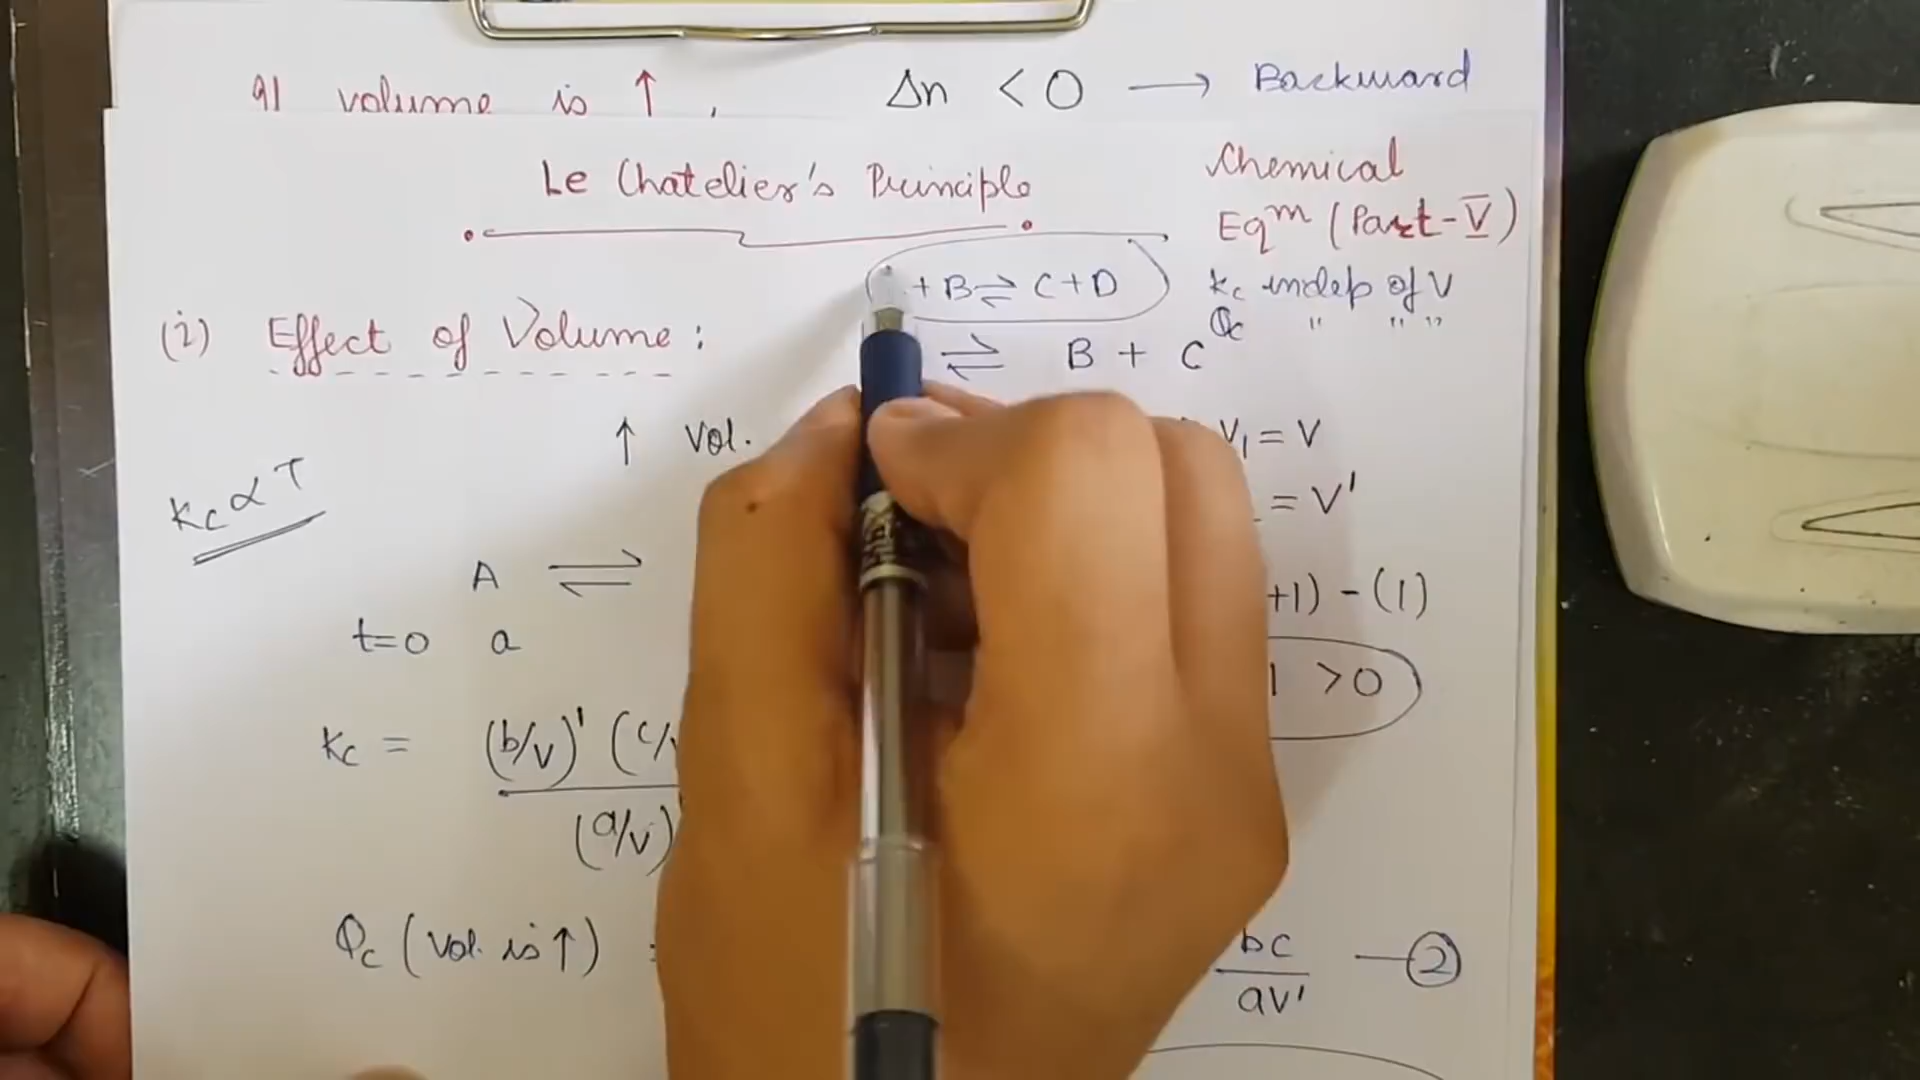 91 volume is ↑ , Δn < 0 → Backward
Le Chatelier's Principle
Chemical
Eqᵐ (Part-V)
+ B ⇌ C + D
Kc indep of V
Qc " " "
(i) Effect of Volume :
⇌ B + C
↑ Vol.
V₁ = V
= V'
Kc ∝ T
A ⇌
+1) - (1)
t=0 a
1 >0
Kc = (b/v)' (c/v
(a/v)
Qc (Vol. is ↑) :
bc
av'
—②